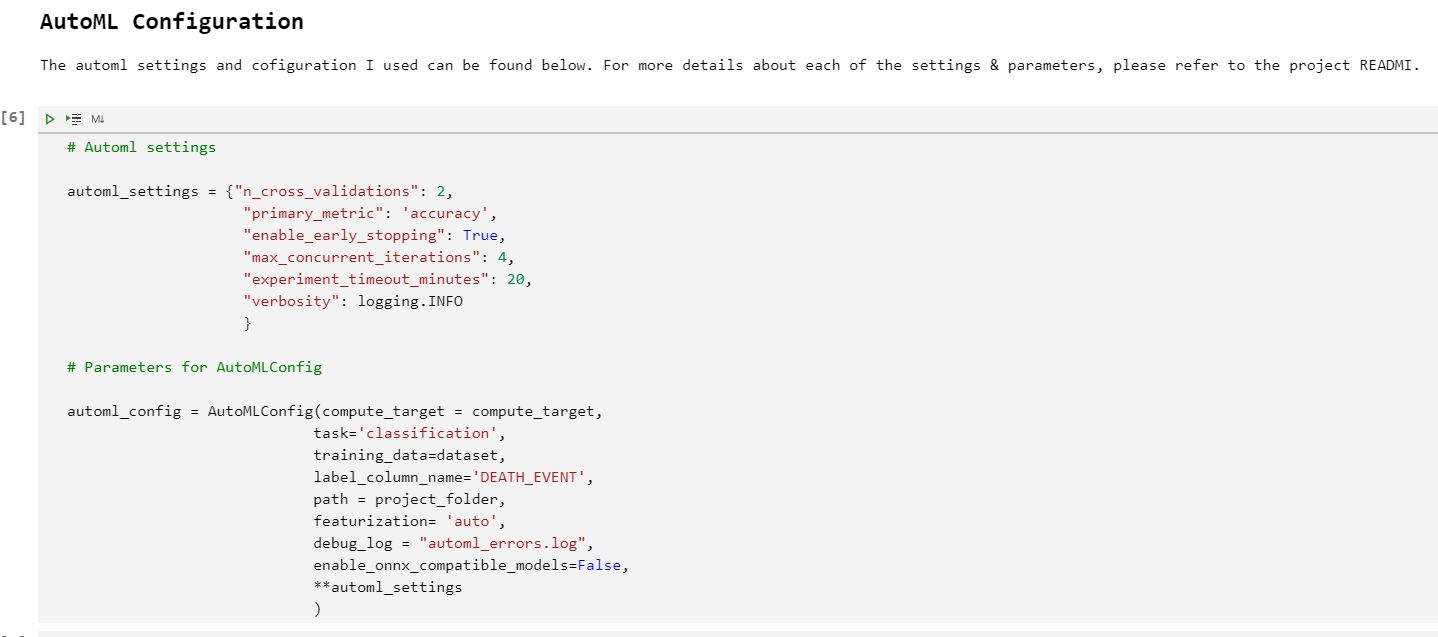 AutoML Configuration
The automl settings and cofiguration I used can be found below. For more details about each of the settings & parameters, please refer to the project READMI.
[6]
M↓
# Automl settings
automl_settings = {"n_cross_validations": 2,
"primary_metric": 'accuracy',
"enable_early_stopping": True,
"max_concurrent_iterations": 4,
"experiment_timeout_minutes": 20,
"verbosity": logging.INFO
}
# Parameters for AutoMLConfig
automl_config = AutoMLConfig(compute_target = compute_target,
task='classification',
training_data=dataset,
label_column_name='DEATH_EVENT',
path = project_folder,
featurization= 'auto',
debug_log = "automl_errors.log",
enable_onnx_compatible_models=False,
**automl_settings
)